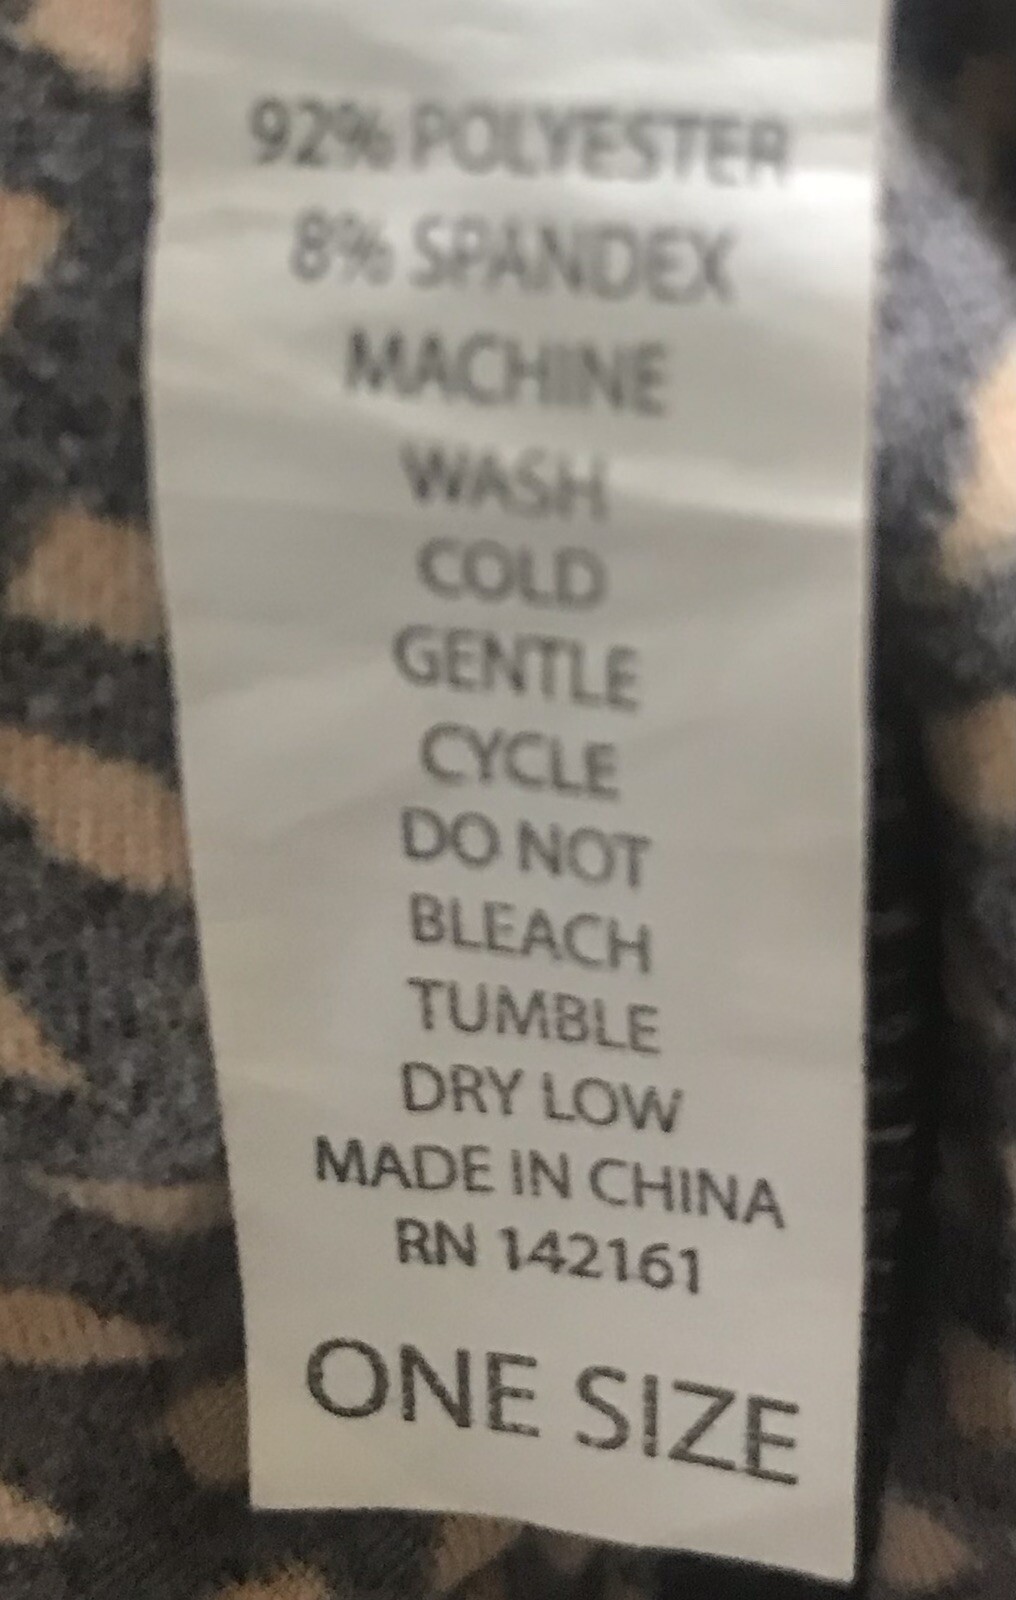 92% POLYESTER
8% SPANDEX
MACHINE
WASH
COLD
GENTLE
CYCLE
DO NOT
BLEACH
TUMBLE
DRY LOW
MADE IN CHINA
RN 142161
ONE SIZE